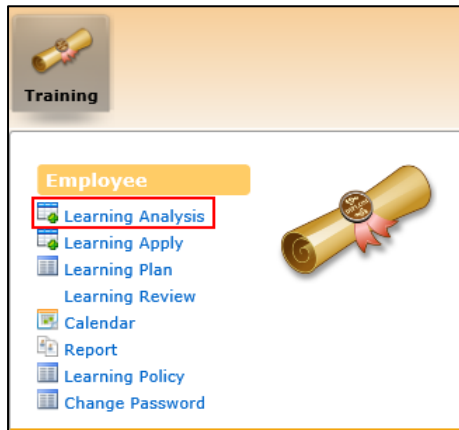 Training
Employee
Learning Analysis
Learning Apply
Learning Plan
Learning Review
Calendar
Report
Learning Policy
Change Password